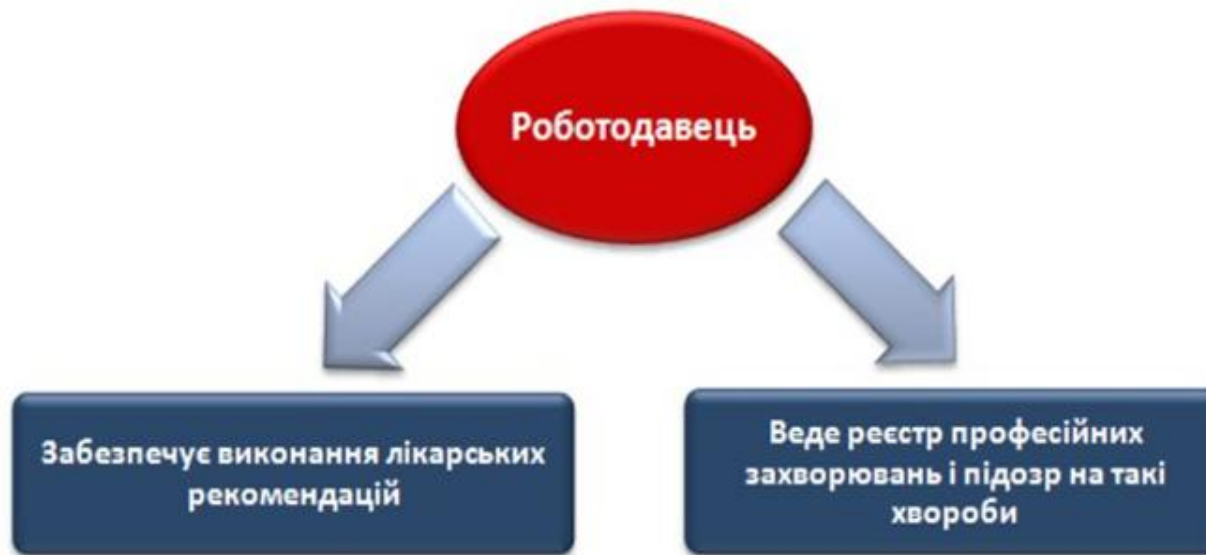 Роботодавець
Забезпечує виконання лікарських
рекомендацій
Веде реєстр професійних
захворювань і підозр на такі
хвороби